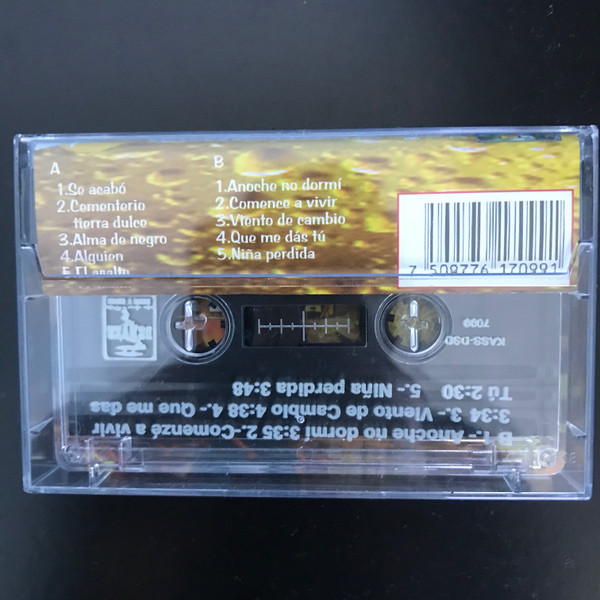 A
1.Se acabó
2.Cementerio
tierra dulce
3.Alma de negro
4.Alguien
5.El asalto
B
1.Anoche no dormí
2.Comence a vivir
3.Viento de cambio
4.Que me dás tú
5.Niña perdida
7 508776 170991
KASS-DSD
7099
B 1.- Anoche no dormí 3:35 2.-Comenzé a vivir
3:34 3.- Viento de Cambio 4:38 4.- Que me das
Tú 2:30 5.- Niña perdida 3:48